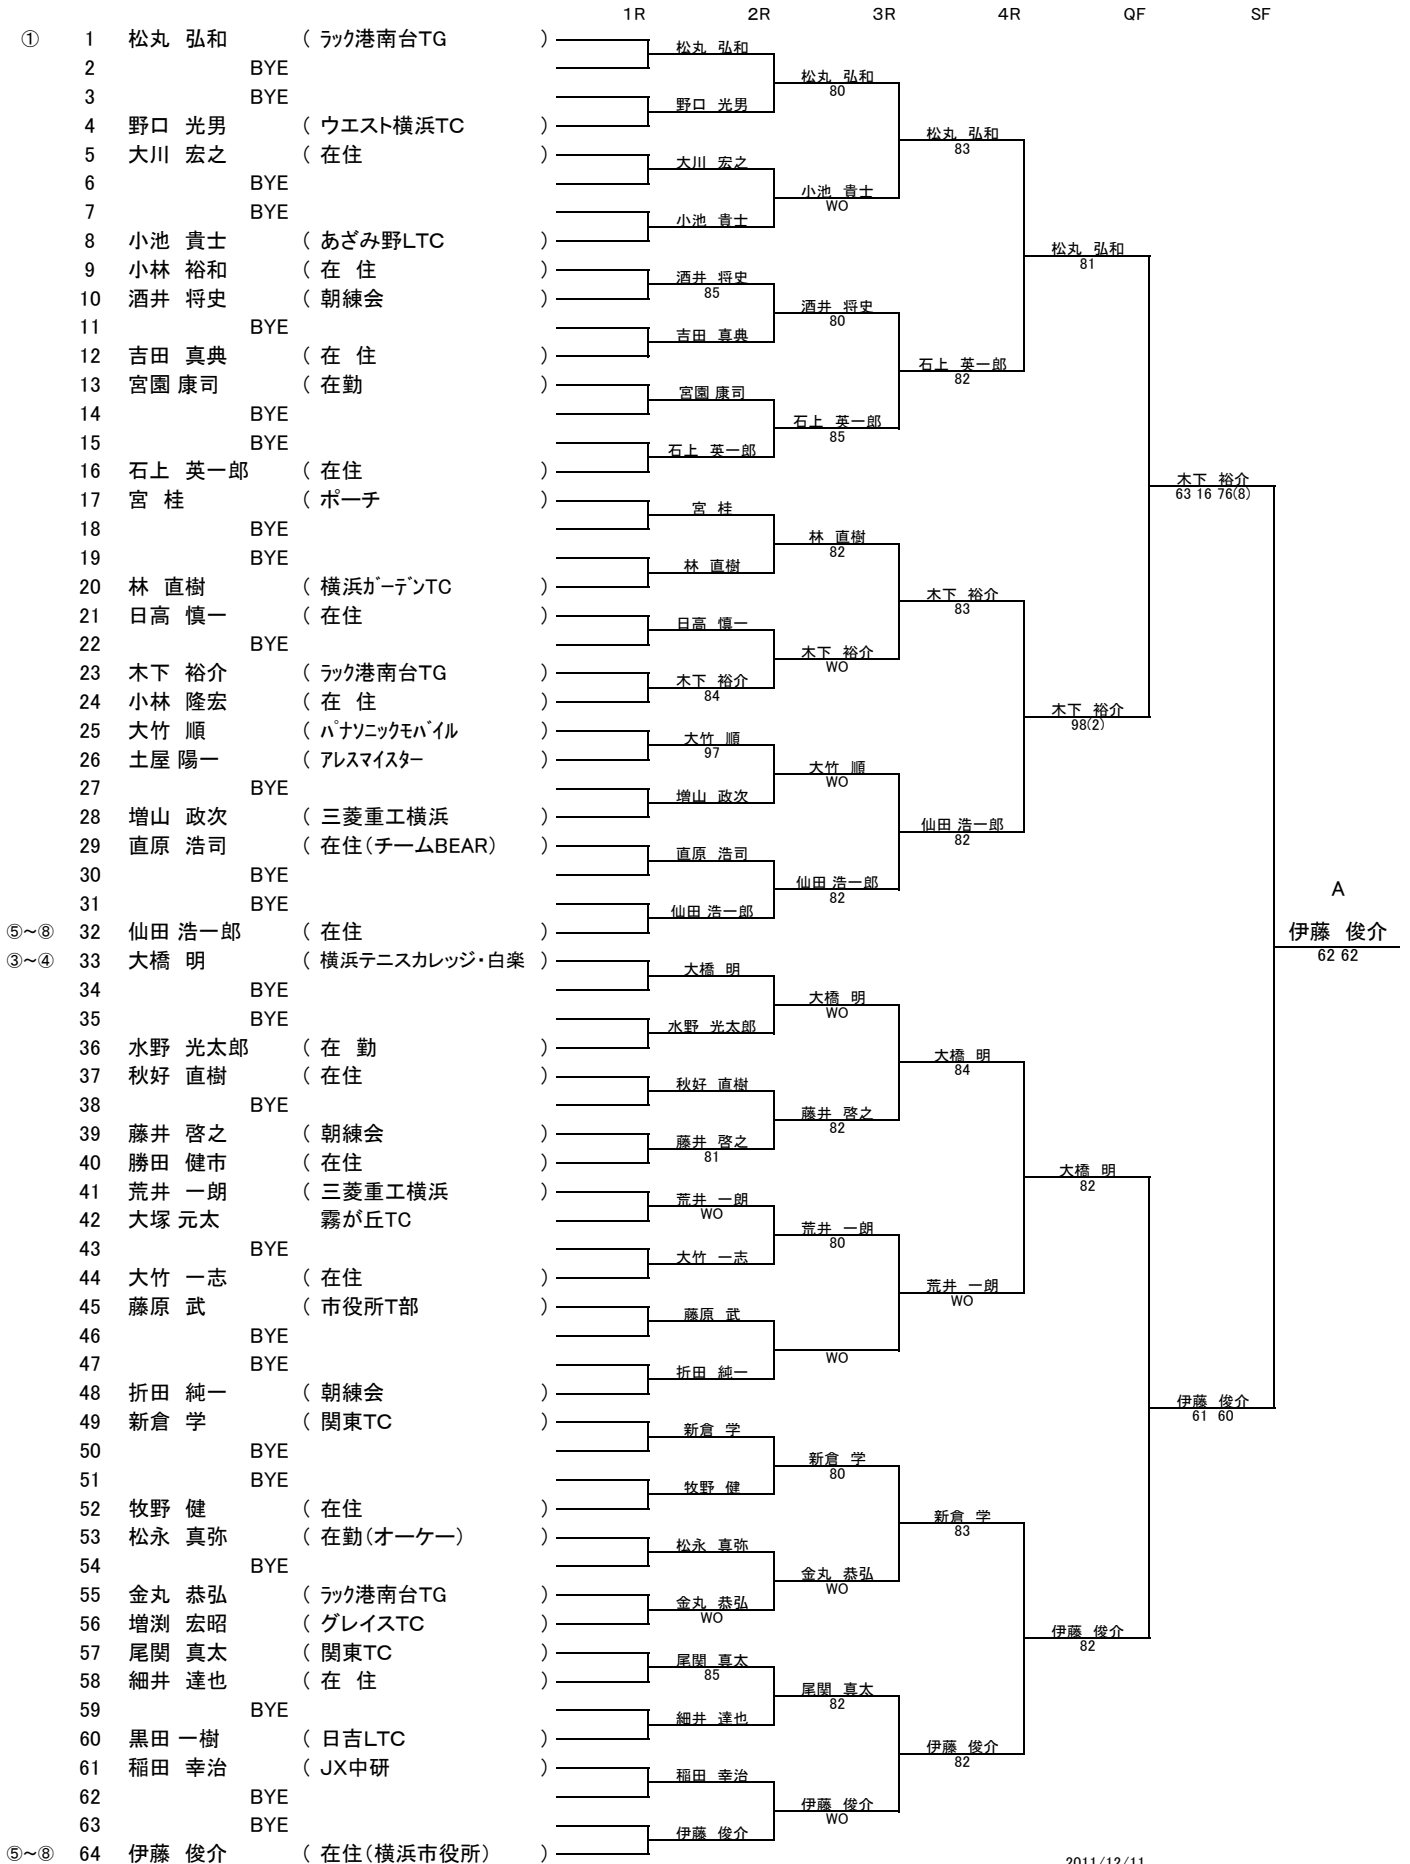 1R 2R 3R 4R QF SF
① 1 松丸 弘和 ( ラック港南台TG )
松丸 弘和
2 BYE
松丸 弘和
80
3 BYE
野口 光男
4 野口 光男 ( ウエスト横浜TC )
松丸 弘和
83
5 大川 宏之 ( 在住 )
大川 宏之
6 BYE
小池 貴士
WO
7 BYE
小池 貴士
8 小池 貴士 ( あざみ野LTC )
松丸 弘和
81
9 小林 裕和 ( 在 住 )
酒井 将史
85
10 酒井 将史 ( 朝練会 )
酒井 将史
80
11 BYE
吉田 真典
12 吉田 真典 ( 在 住 )
石上 英一郎
82
13 宮園 康司 ( 在勤 )
宮園 康司
14 BYE
石上 英一郎
85
15 BYE
石上 英一郎
16 石上 英一郎 ( 在住 )
木下 裕介
63 16 76(8)
17 宮 桂 ( ポーチ )
宮 桂
18 BYE
林 直樹
82
19 BYE
林 直樹
20 林 直樹 ( 横浜ガーデンTC )
木下 裕介
83
21 日高 慎一 ( 在住 )
日高 慎一
22 BYE
木下 裕介
WO
23 木下 裕介 ( ラック港南台TG )
木下 裕介
84
24 小林 隆宏 ( 在 住 )
木下 裕介
98(2)
25 大竹 順 ( パナソニックモバイル )
大竹 順
97
26 土屋 陽一 ( アレスマイスター )
大竹 順
WO
27 BYE
増山 政次
28 増山 政次 ( 三菱重工横浜 )
仙田 浩一郎
82
29 直原 浩司 ( 在住(チームBEAR) )
直原 浩司
30 BYE
仙田 浩一郎
82
31 BYE
仙田 浩一郎
A
⑤~⑧ 32 仙田 浩一郎 ( 在住 )
伊藤 俊介
62 62
③~④ 33 大橋 明 ( 横浜テニスカレッジ・白楽 )
大橋 明
34 BYE
大橋 明
WO
35 BYE
水野 光太郎
36 水野 光太郎 ( 在 勤 )
大橋 明
84
37 秋好 直樹 ( 在住 )
秋好 直樹
38 BYE
藤井 啓之
82
39 藤井 啓之 ( 朝練会 )
藤井 啓之
81
40 勝田 健市 ( 在住 )
大橋 明
82
41 荒井 一朗 ( 三菱重工横浜 )
荒井 一朗
WO
42 大塚 元太 霧が丘TC
荒井 一朗
80
43 BYE
大竹 一志
44 大竹 一志 ( 在住 )
荒井 一朗
WO
45 藤原 武 ( 市役所T部 )
藤原 武
46 BYE
WO
47 BYE
折田 純一
48 折田 純一 ( 朝練会 )
伊藤 俊介
61 60
49 新倉 学 ( 関東TC )
新倉 学
50 BYE
新倉 学
80
51 BYE
牧野 健
52 牧野 健 ( 在住 )
新倉 学
83
53 松永 真弥 ( 在勤(オーケー) )
松永 真弥
54 BYE
金丸 恭弘
WO
55 金丸 恭弘 ( ラック港南台TG )
金丸 恭弘
WO
56 増渕 宏昭 ( グレイスTC )
伊藤 俊介
82
57 尾関 真太 ( 関東TC )
尾関 真太
85
58 細井 達也 ( 在 住 )
尾関 真太
82
59 BYE
細井 達也
60 黒田 一樹 ( 日吉LTC )
伊藤 俊介
82
61 稲田 幸治 ( JX中研 )
稲田 幸治
62 BYE
伊藤 俊介
WO
63 BYE
伊藤 俊介
⑤~⑧ 64 伊藤 俊介 ( 在住(横浜市役所) )
2011/12/11